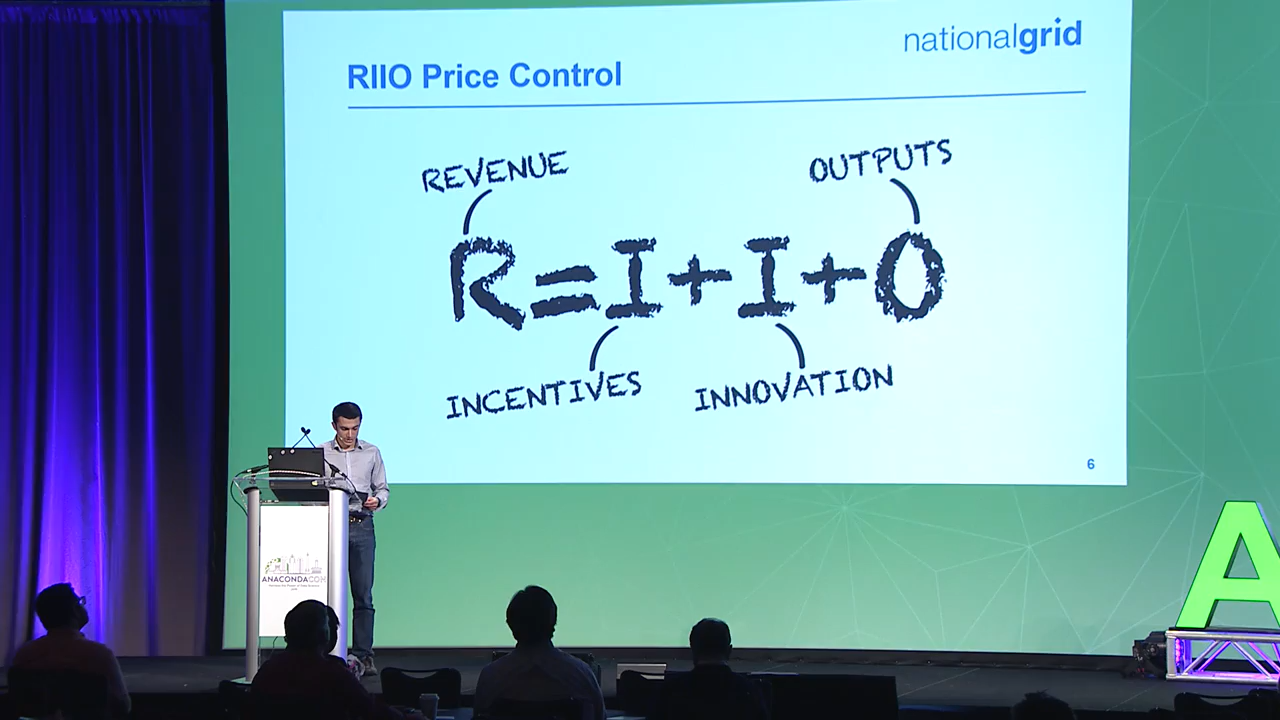 nationalgrid
RIIO Price Control
REVENUE
OUTPUTS
R=I+I+O
INCENTIVES
INNOVATION
6
ANACONDACON
A